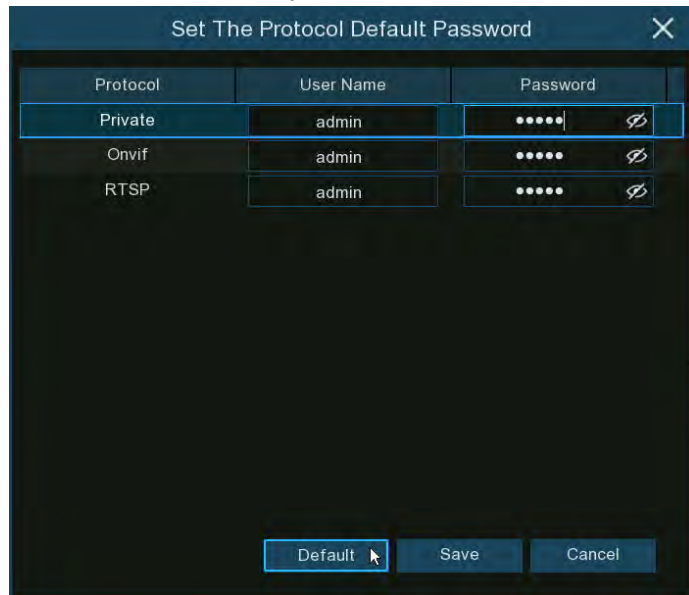 Set The Protocol Default Password
Protocol User Name Password
Private admin •••••
Onvif admin •••••
RTSP admin •••••
Default Save Cancel